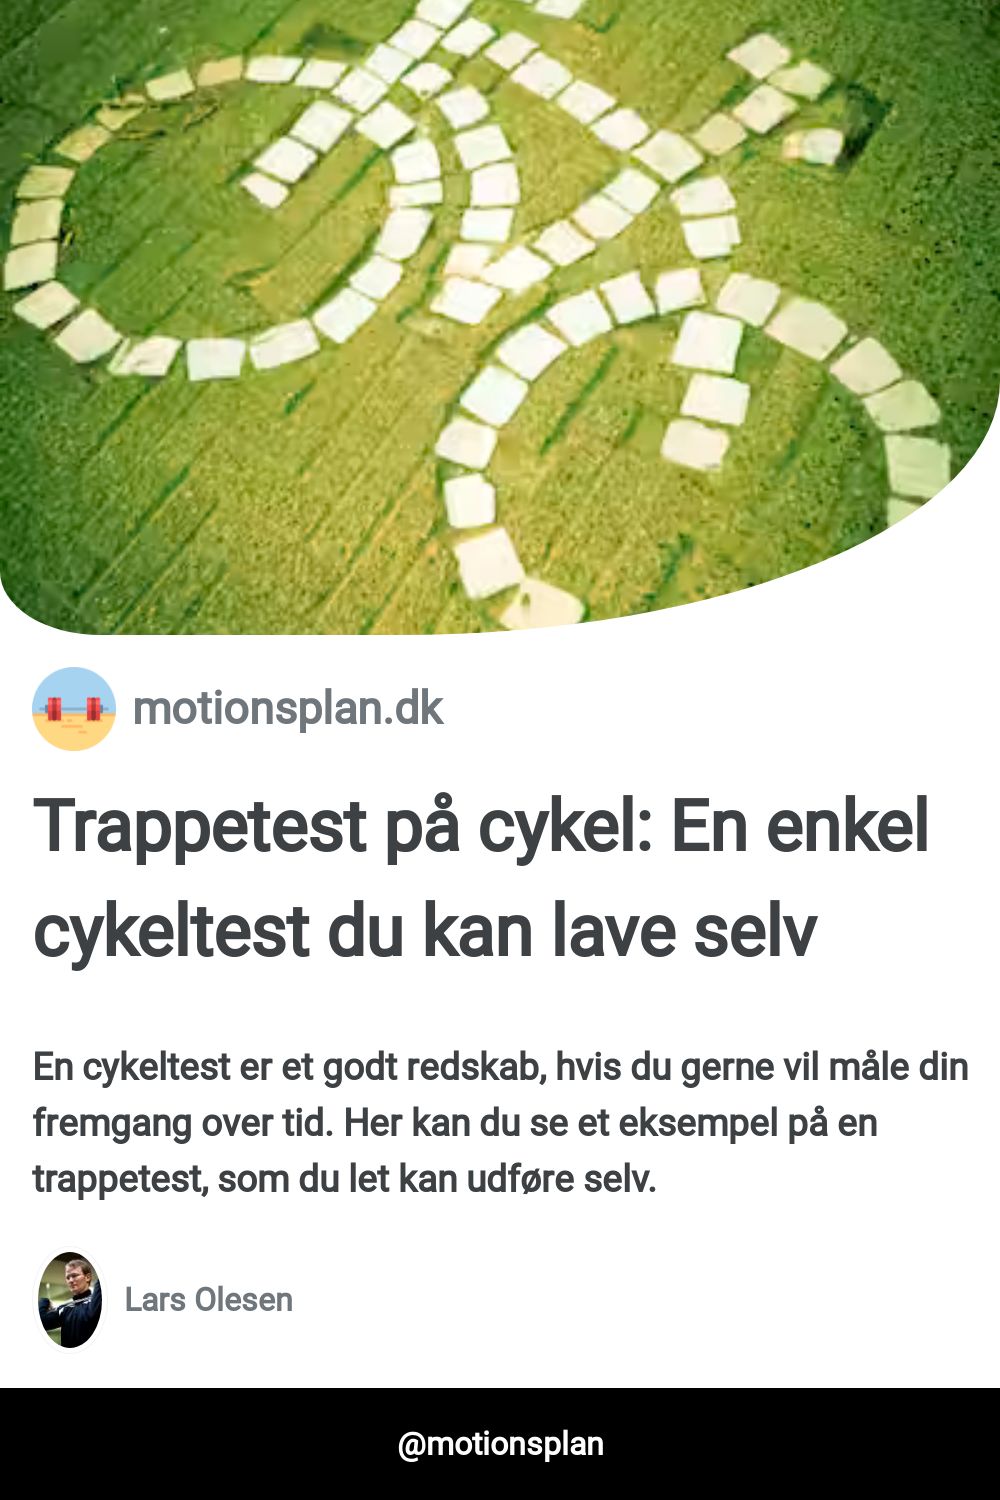 motionsplan.dk
Trappetest på cykel: En enkel
cykeltest du kan lave selv
En cykeltest er et godt redskab, hvis du gerne vil måle din
fremgang over tid. Her kan du se et eksempel på en
trappetest, som du let kan udføre selv.
Lars Olesen
@motionsplan